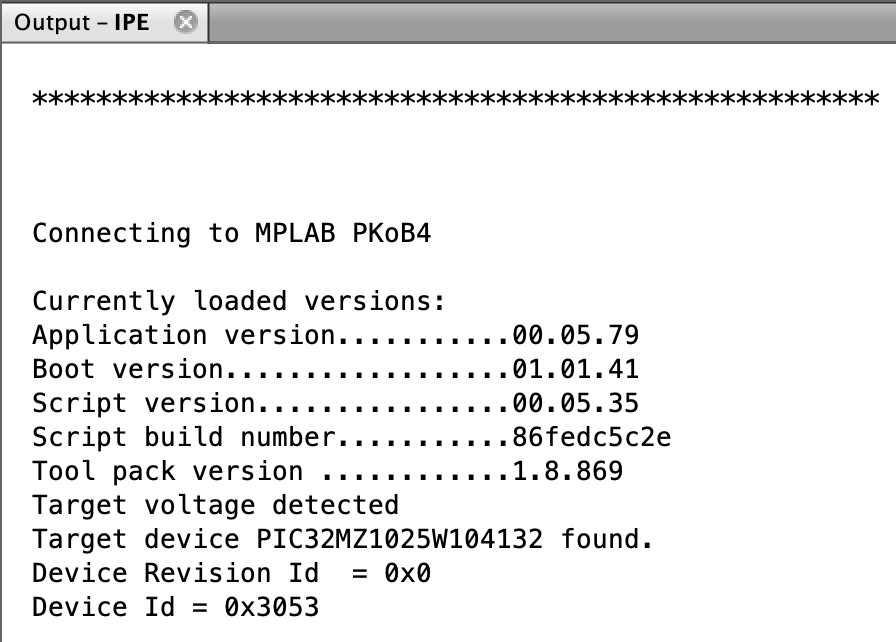 Output – IPE
*****************************************************
Connecting to MPLAB PKoB4
Currently loaded versions:
Application version...........00.05.79
Boot version..................01.01.41
Script version................00.05.35
Script build number...........86fedc5c2e
Tool pack version ............1.8.869
Target voltage detected
Target device PIC32MZ1025W104132 found.
Device Revision Id  = 0x0
Device Id = 0x3053